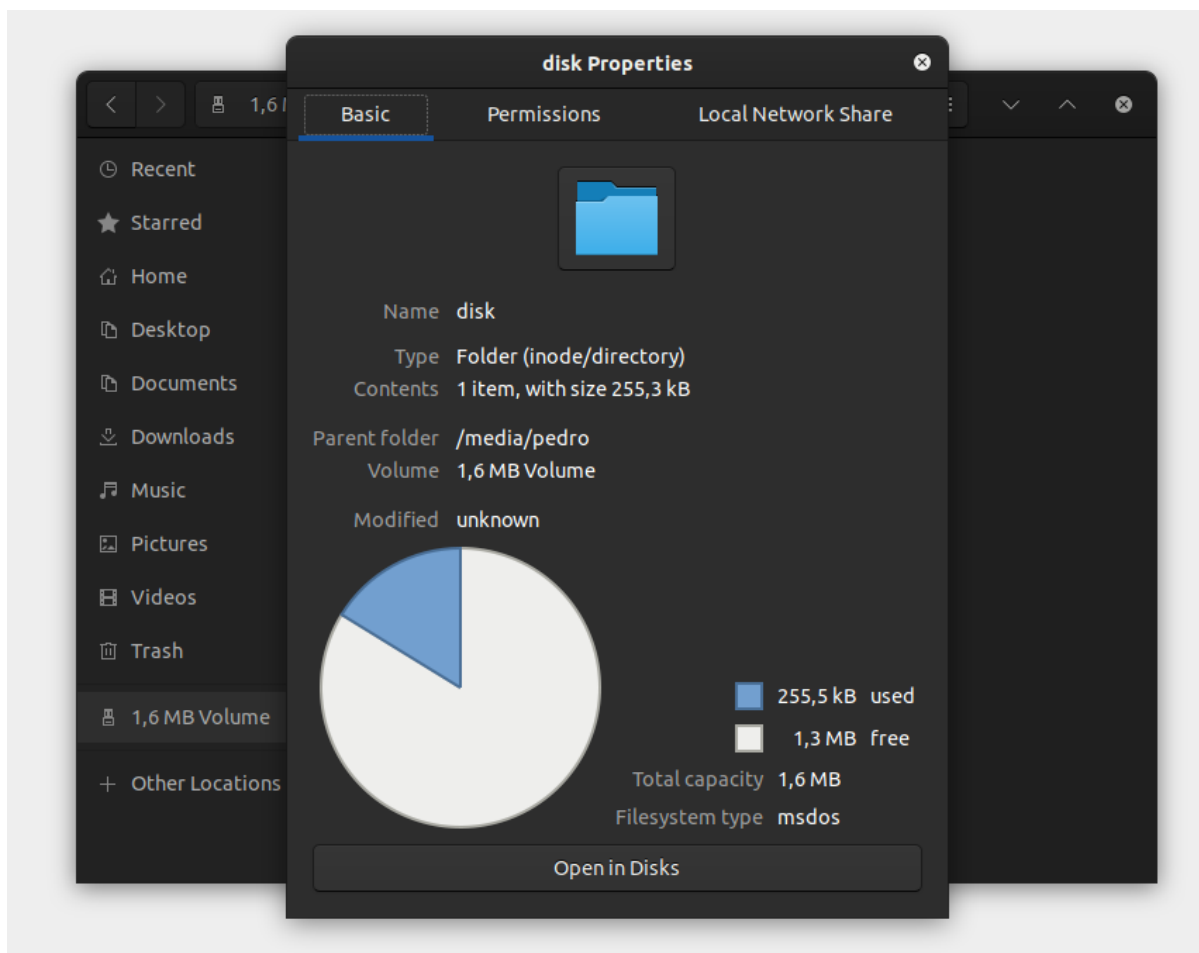 disk Properties
1,6
Basic Permissions Local Network Share
Recent
Starred
Home
Desktop
Documents
Downloads
Music
Pictures
Videos
Trash
1,6 MB Volume
Other Locations
Name disk
Type Folder (inode/directory)
Contents 1 item, with size 255,3 kB
Parent folder /media/pedro
Volume 1,6 MB Volume
Modified unknown
255,5 kB used
1,3 MB free
Total capacity 1,6 MB
Filesystem type msdos
Open in Disks